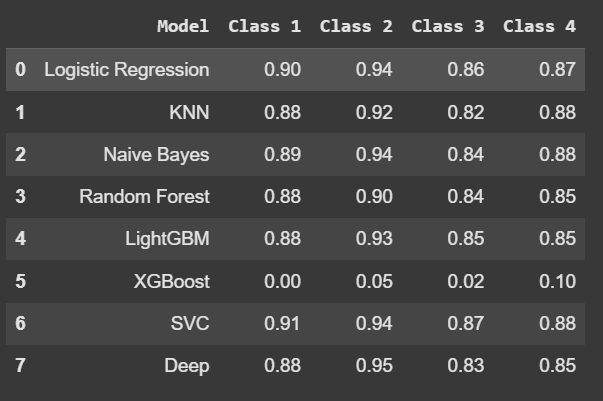 Model Class 1 Class 2 Class 3 Class 4
0 Logistic Regression 0.90 0.94 0.86 0.87
1 KNN 0.88 0.92 0.82 0.88
2 Naive Bayes 0.89 0.94 0.84 0.88
3 Random Forest 0.88 0.90 0.84 0.85
4 LightGBM 0.88 0.93 0.85 0.85
5 XGBoost 0.00 0.05 0.02 0.10
6 SVC 0.91 0.94 0.87 0.88
7 Deep 0.88 0.95 0.83 0.85